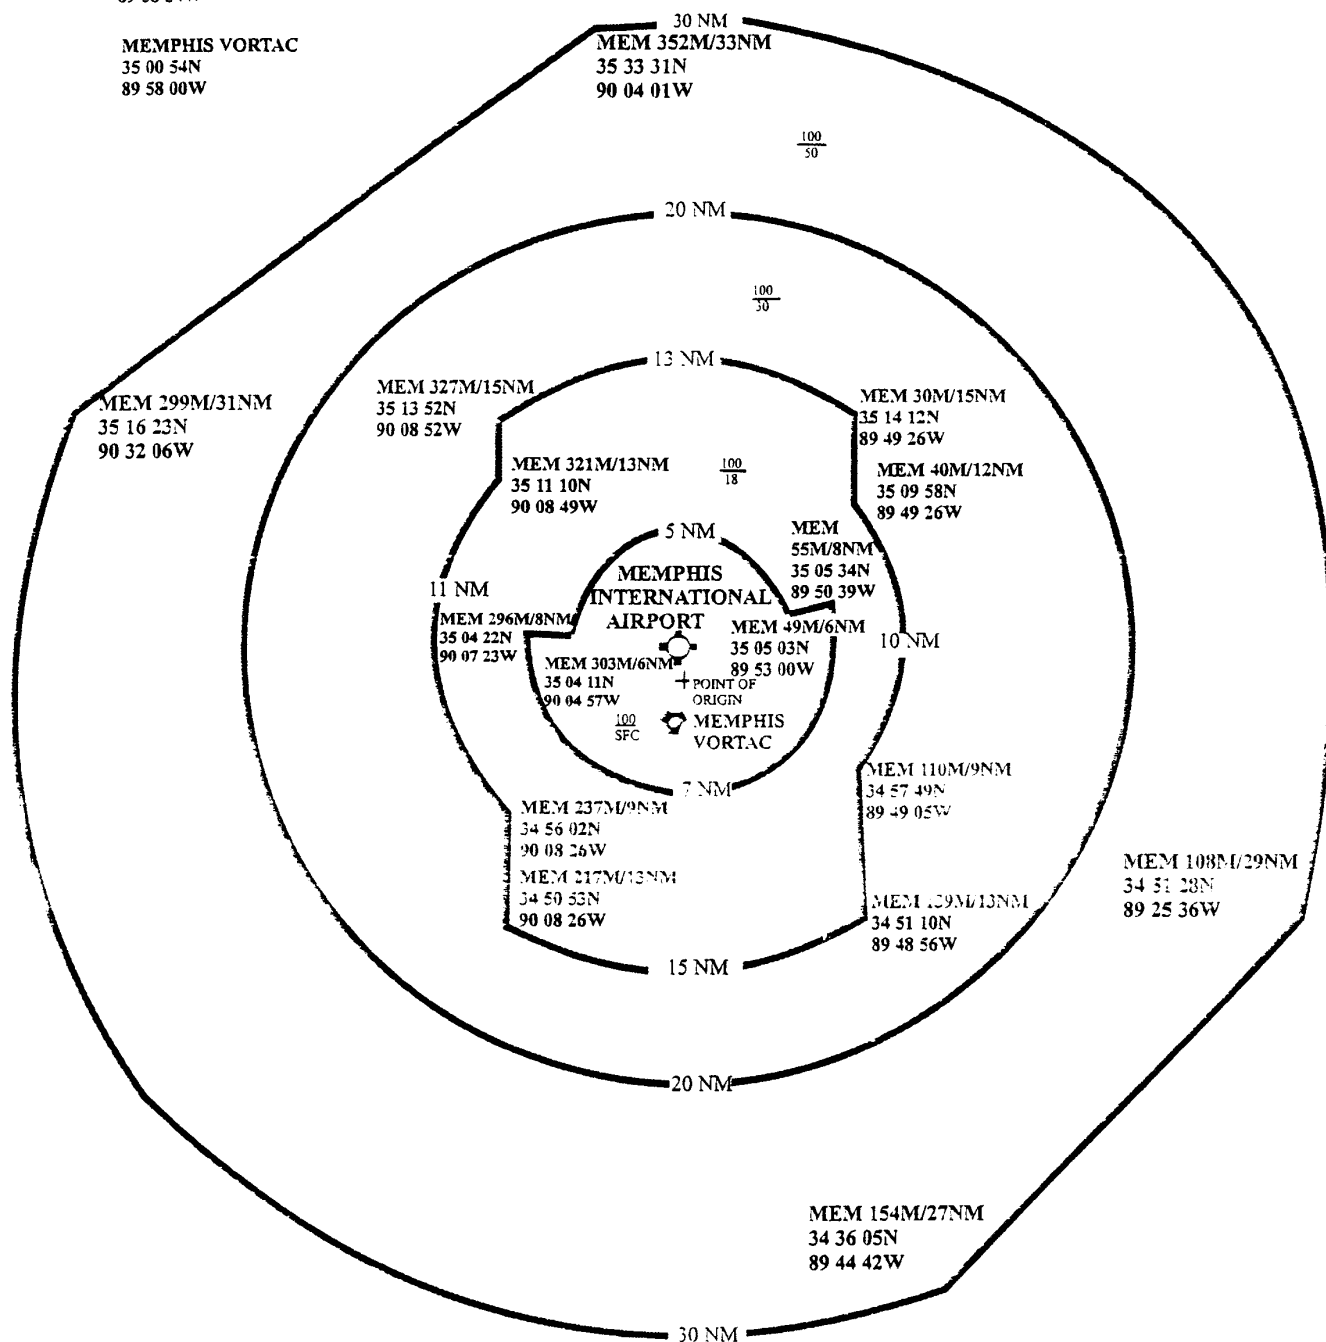 MEMPHIS VORTAC
35 00 54N
89 58 00W
30 NM
MEM 352M/33NM
35 33 31N
90 04 01W
100
50
20 NM
100
30
13 NM
MEM 327M/15NM
35 13 52N
90 08 52W
MEM 30M/15NM
35 14 12N
89 49 26W
MEM 299M/31NM
35 16 23N
90 32 06W
MEM 321M/13NM
35 11 10N
90 08 49W
100
18
MEM 40M/12NM
35 09 58N
89 49 26W
5 NM
MEM
55M/8NM
35 05 34N
89 50 39W
MEMPHIS
INTERNATIONAL
AIRPORT
11 NM
MEM 296M/8NM
35 04 22N
90 07 23W
MEM 49M/6NM
35 05 03N
89 53 00W
10 NM
MEM 303M/6NM
35 04 11N
90 04 57W
POINT OF
ORIGIN
100
SFC
MEMPHIS
VORTAC
7 NM
MEM 110M/9NM
34 57 49N
89 49 05W
MEM 237M/9NM
34 56 02N
90 08 26W
MEM 217M/13NM
34 50 53N
90 08 26W
MEM 108M/29NM
34 51 28N
89 25 36W
MEM 139M/13NM
34 51 10N
89 48 56W
15 NM
20 NM
MEM 154M/27NM
34 36 05N
89 44 42W
30 NM